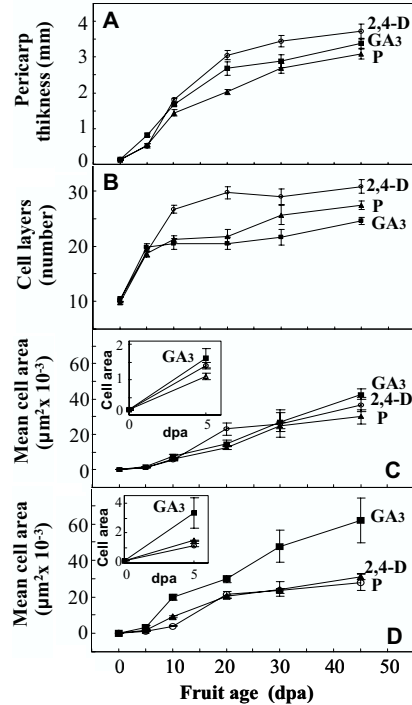 A
4
3
2
1
0
Pericarp
thikness (mm)
2,4-D
GA3
P
B
30
20
10
Cell layers
(number)
2,4-D
P
GA3
Mean cell area
(µm²x 10-3)
60
40
20
0
Cell area
2
1
0
GA3
0
dpa
5
GA3
2,4-D
P
C
Mean cell area
(µm²x 10-3)
60
40
20
0
Cell area
4
2
0
GA3
0
dpa
5
GA3
2,4-D
P
D
0 10 20 30 40 50
Fruit age (dpa)